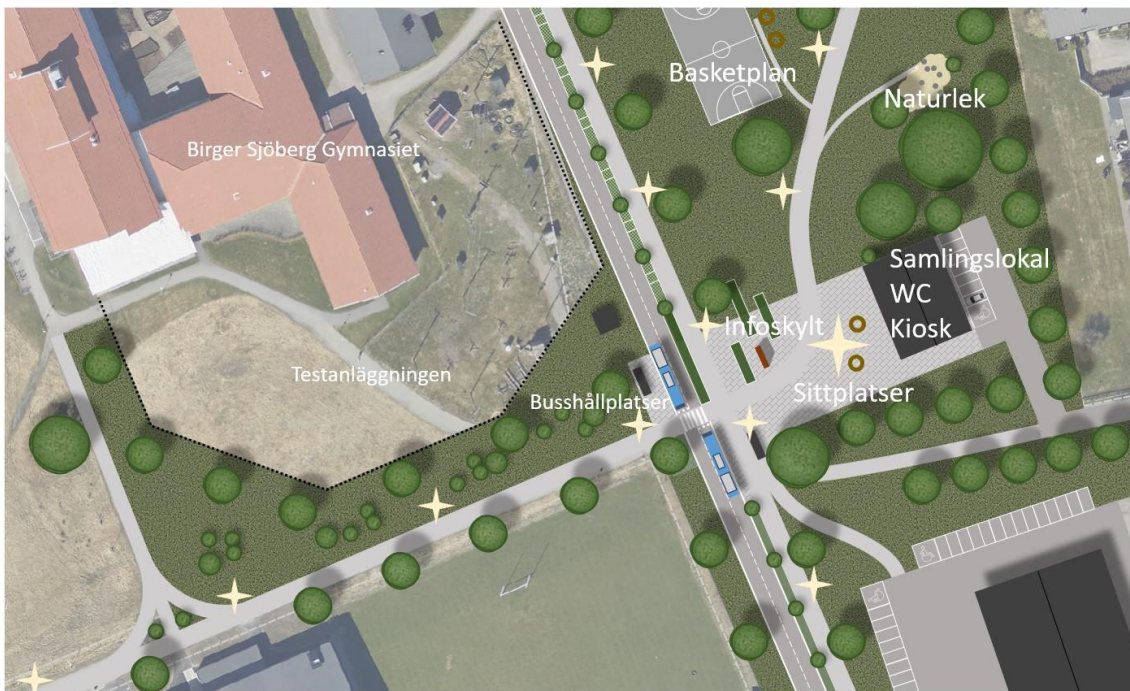 Basketplan
Naturlek
Birger Sjöberg Gymnasiet
Samlingslokal
WC
Kiosk
Infoskylt
Testanläggningen
Busshållplatser
Sittplatser